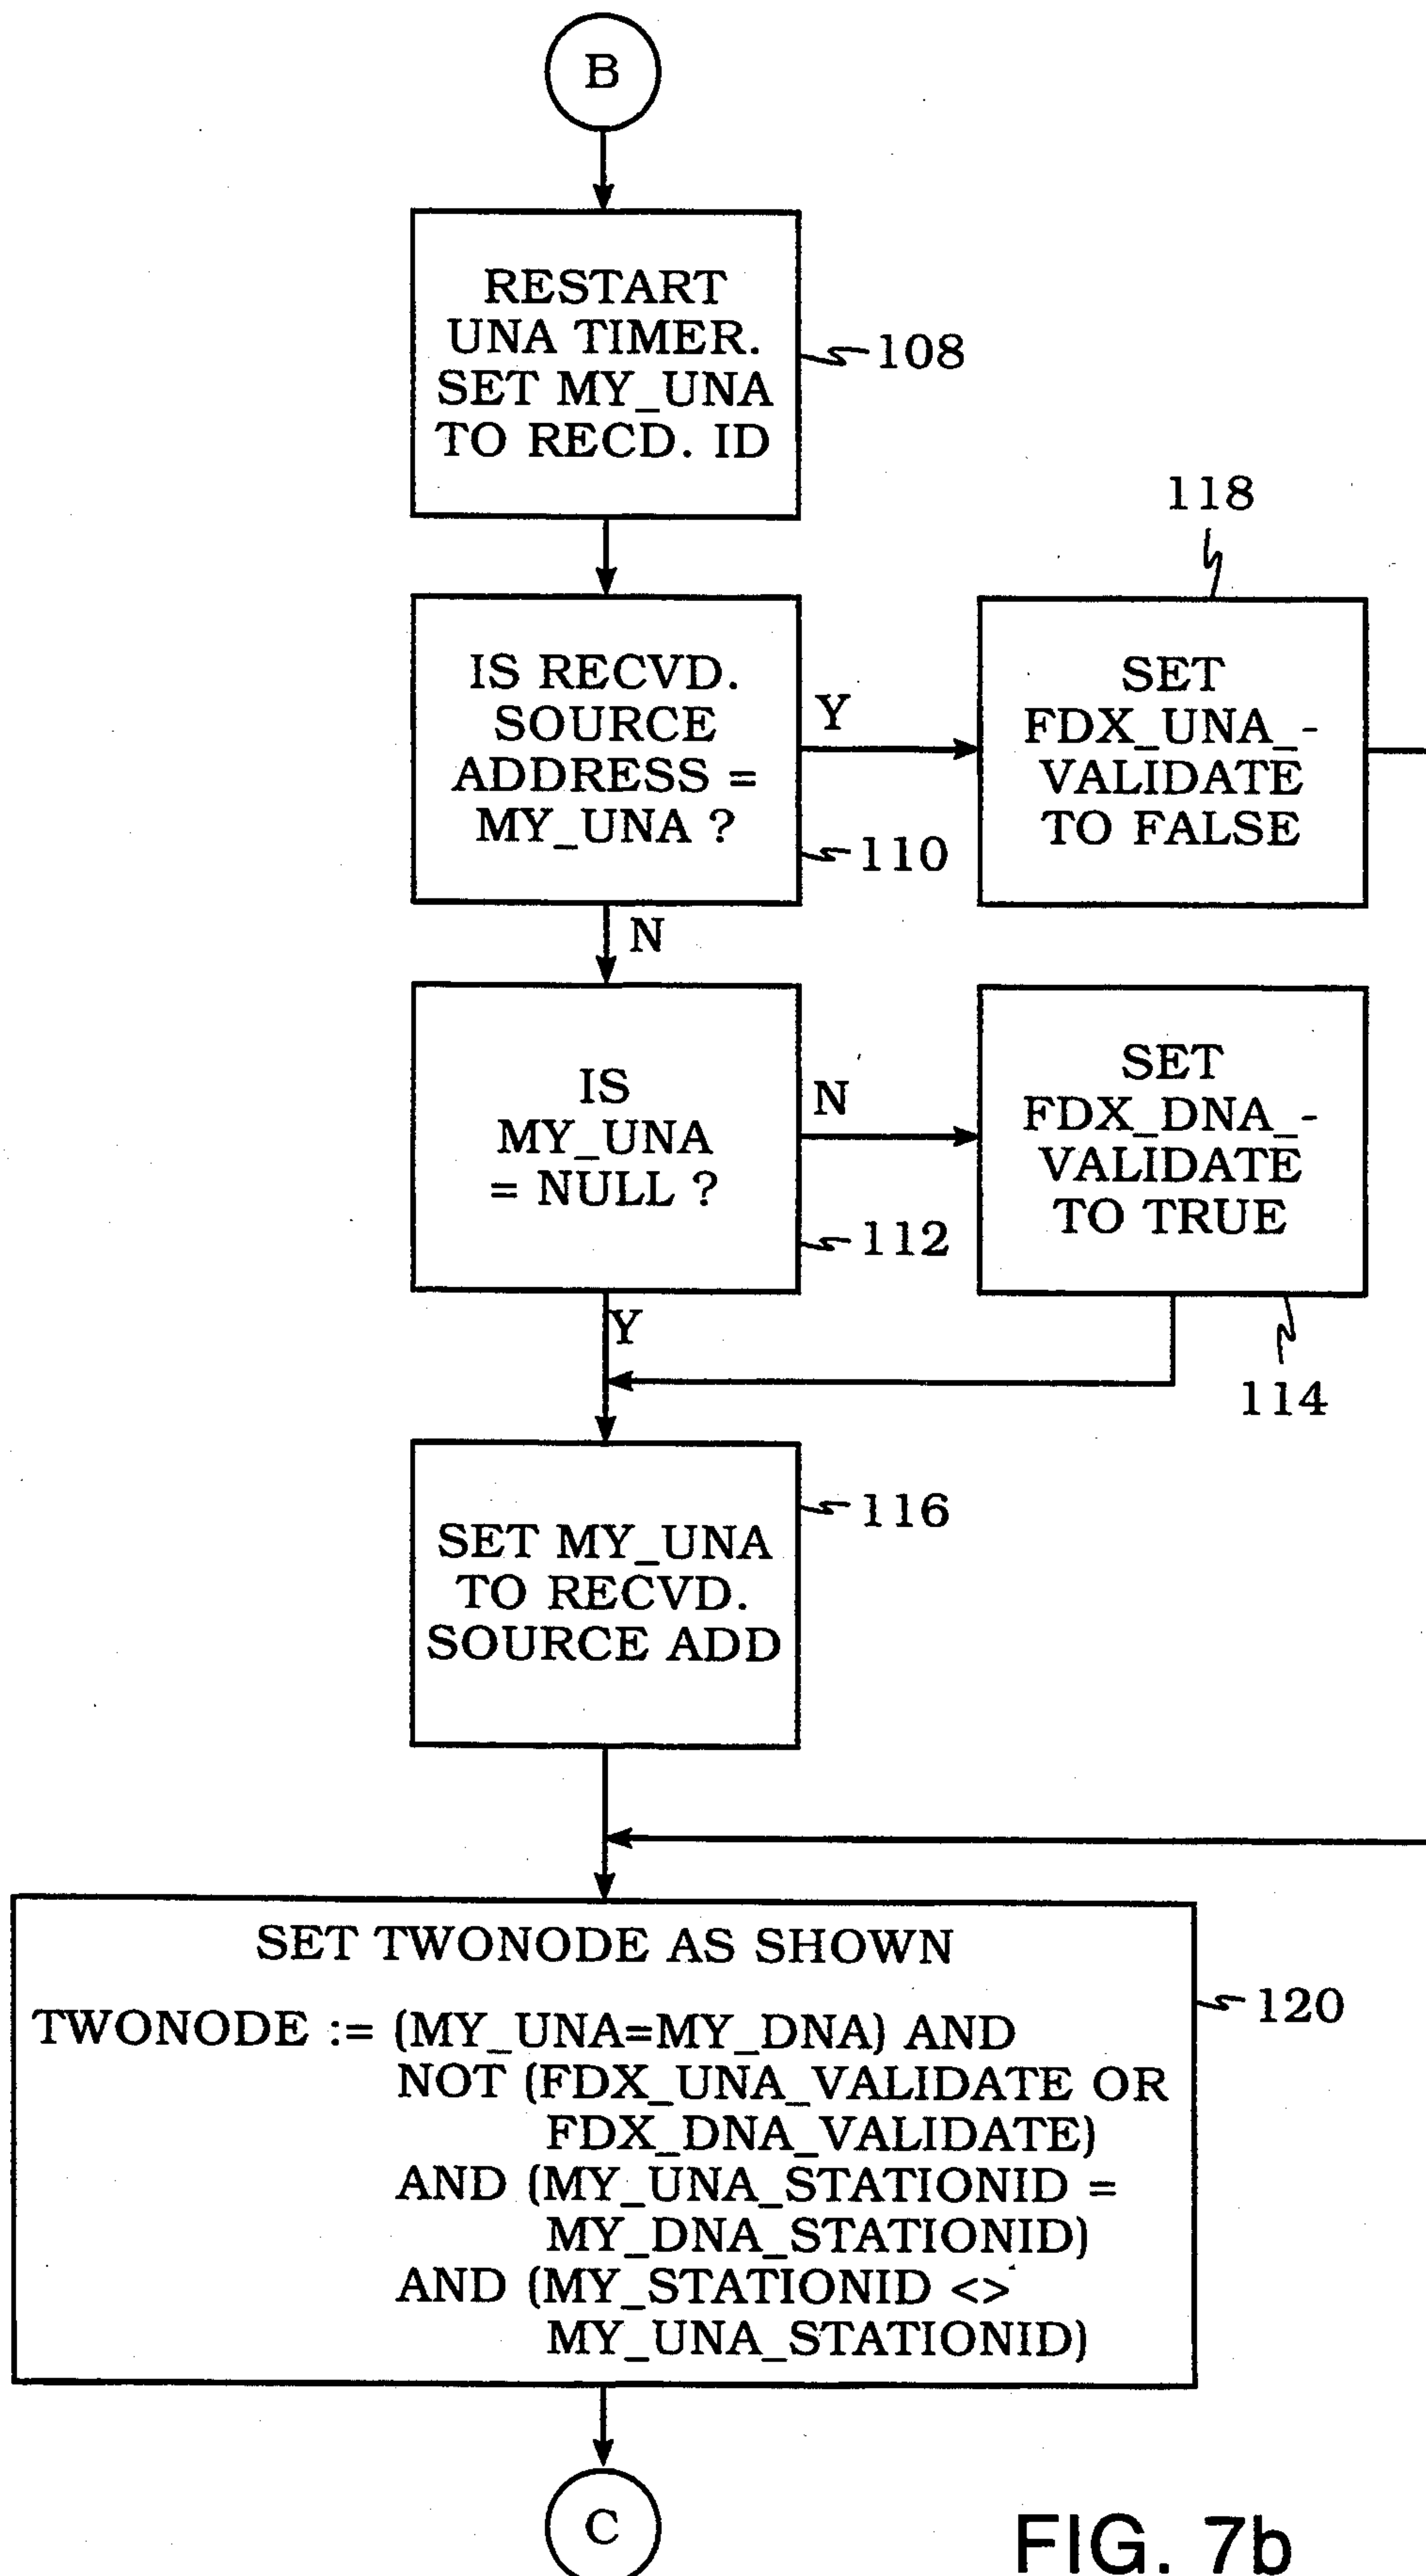 B
RESTART
UNA TIMER.
SET MY_UNA
TO RECD. ID
108
118
IS RECVD.
SOURCE
ADDRESS =
MY_UNA ?
Y
110
SET
FDX_UNA_-
VALIDATE
TO FALSE
N
IS
MY_UNA
= NULL ?
N
112
SET
FDX_DNA_-
VALIDATE
TO TRUE
Y
114
SET MY_UNA
TO RECVD.
SOURCE ADD
116
SET TWONODE AS SHOWN
TWONODE := (MY_UNA=MY_DNA) AND
NOT (FDX_UNA_VALIDATE OR
FDX_DNA_VALIDATE)
AND (MY_UNA_STATIONID =
MY_DNA_STATIONID)
AND (MY_STATIONID <>
MY_UNA_STATIONID)
120
C
FIG. 7b